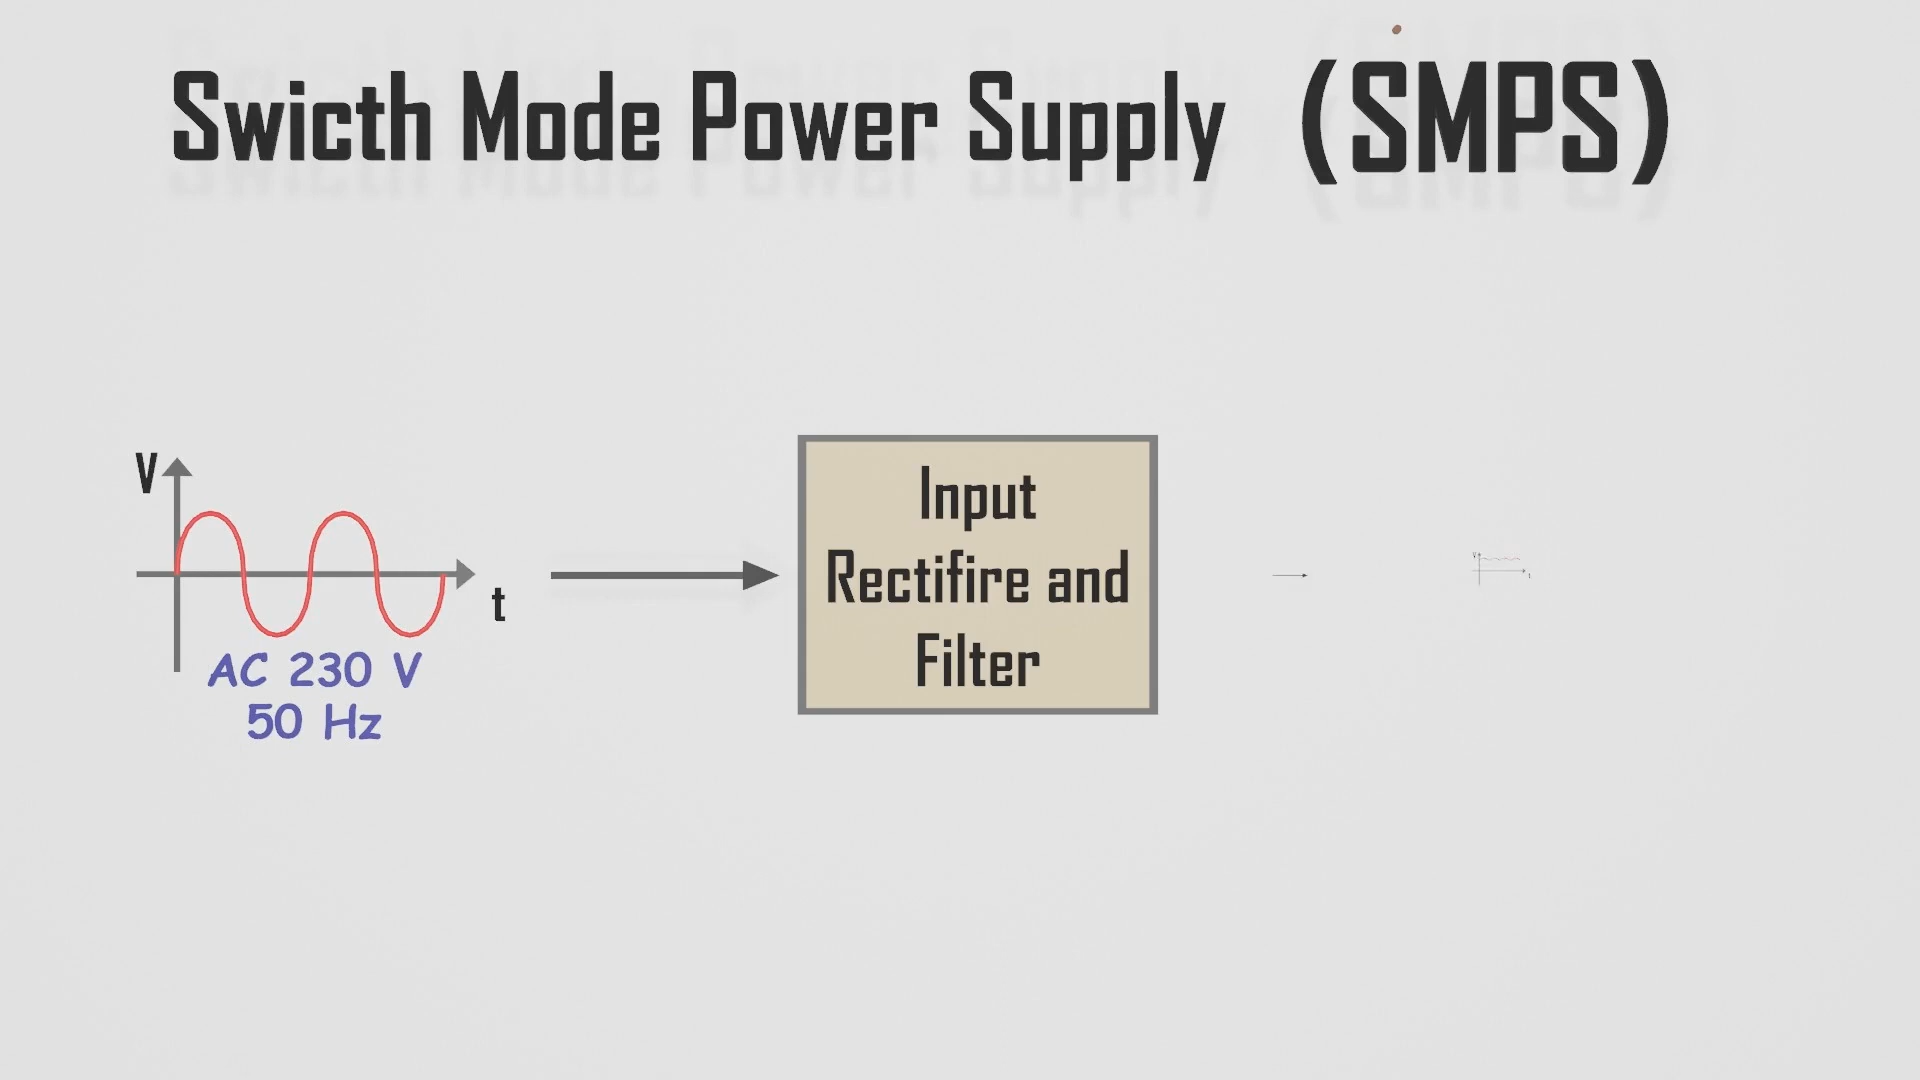 Swicth Mode Power Supply (SMPS)
V
t
AC 230 V
50 Hz
Input
Rectifire and
Filter
V
t